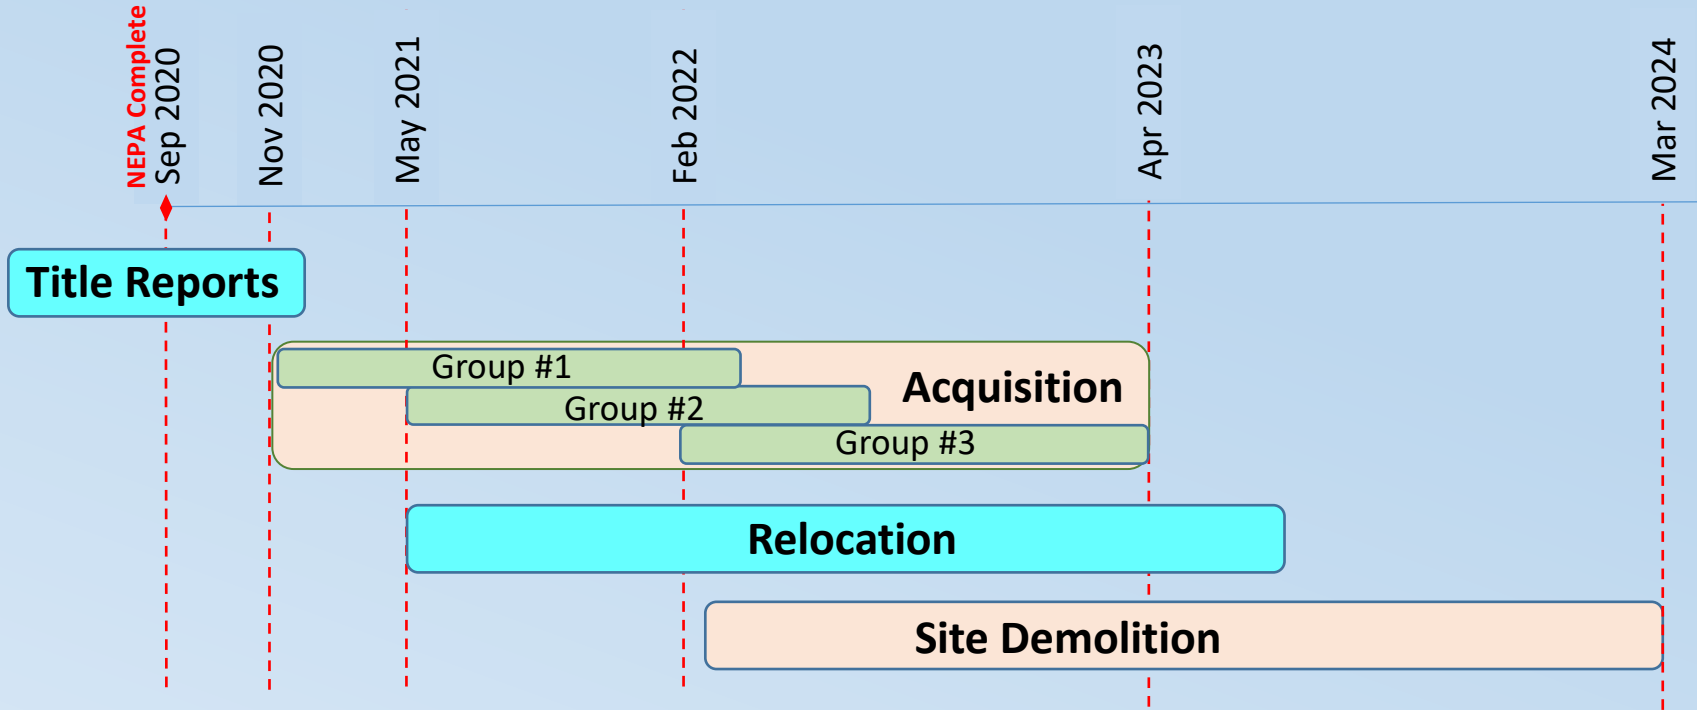 NEPA Complete
Sep 2020
Nov 2020
May 2021
Feb 2022
Apr 2023
Mar 2024
Title Reports
Group #1
Acquisition
Group #2
Group #3
Relocation
Site Demolition